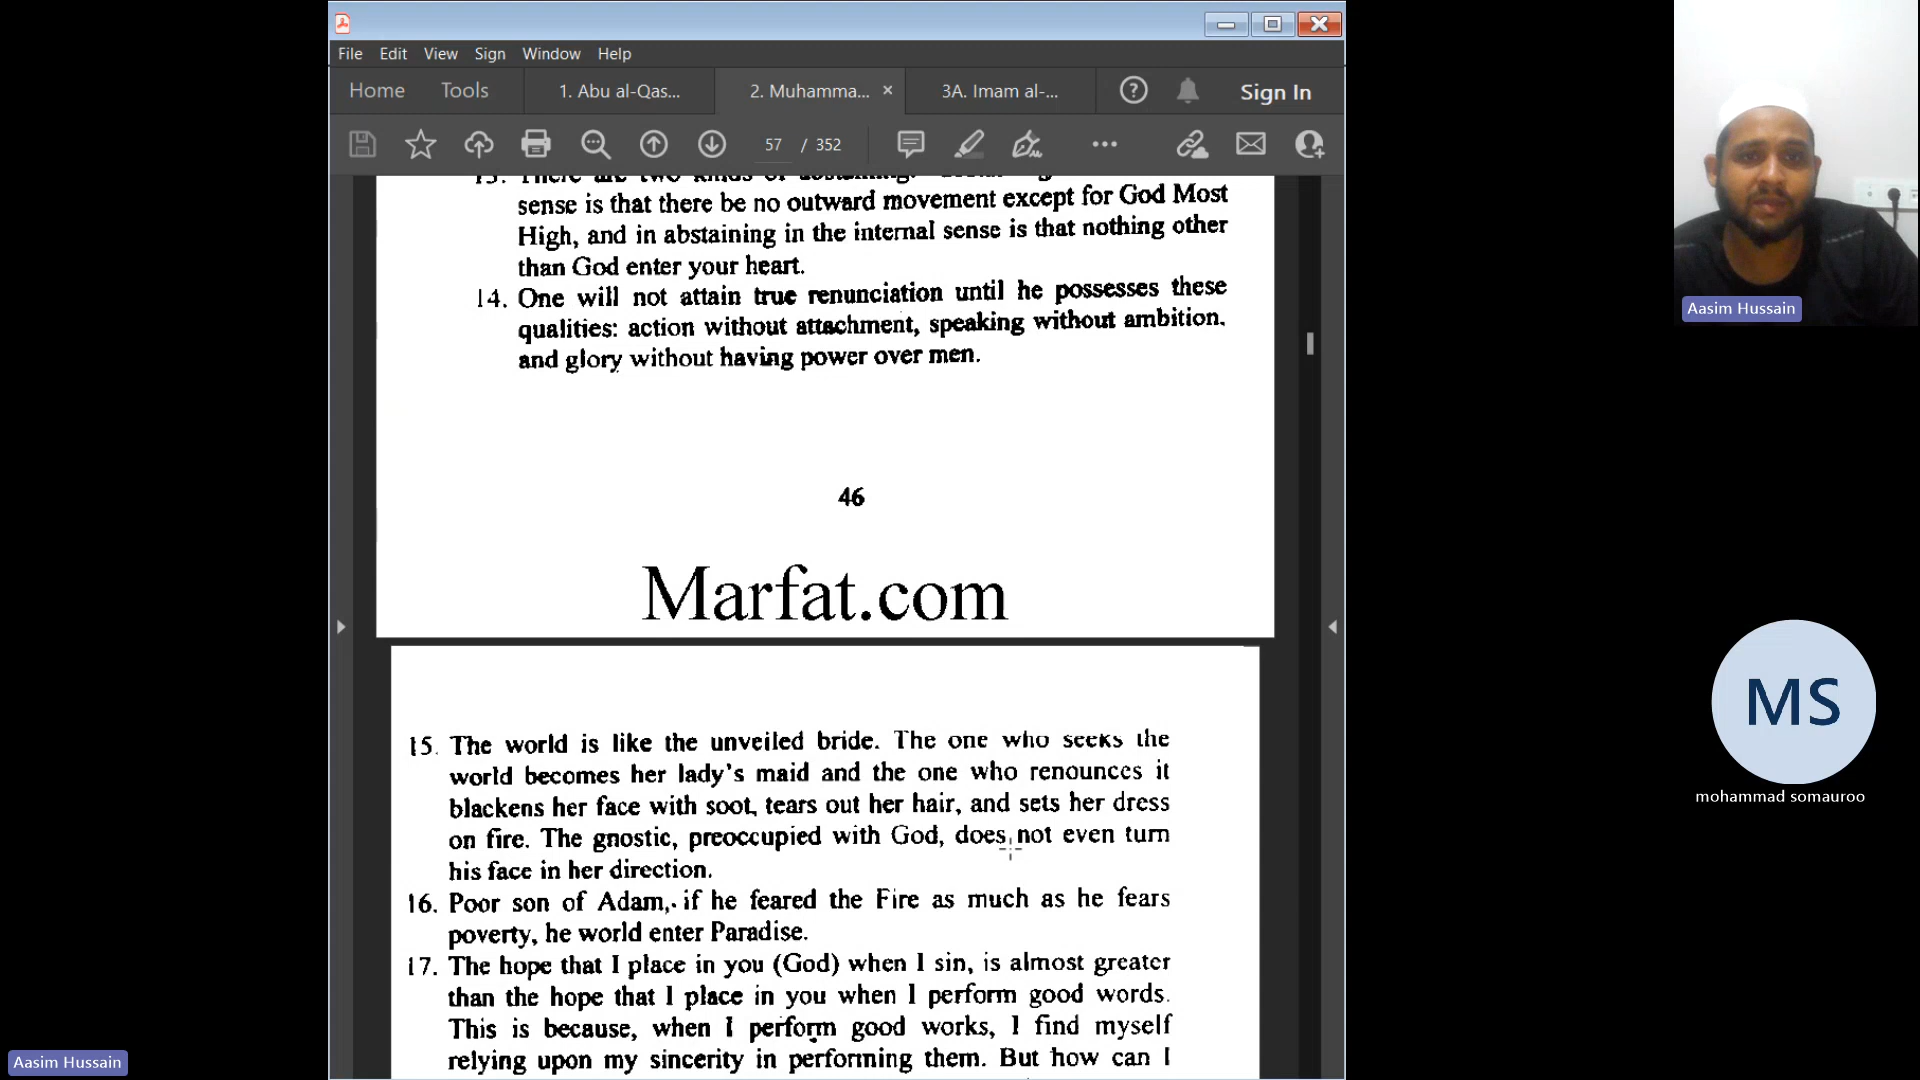 File Edit View Sign Window Help
Home Tools 1. Abu al-Qas... 2. Muhamma... × 3A. Imam al-... Sign In
57 / 352
13. There are two kinds of abstaining.
sense is that there be no outward movement except for God Most
High, and in abstaining in the internal sense is that nothing other
than God enter your heart.
14. One will not attain true renunciation until he possesses these
qualities: action without attachment, speaking without ambition.
and glory without having power over men.
46
Marfat.com
15. The world is like the unveiled bride. The one who seeks the
world becomes her lady's maid and the one who renounces it
blackens her face with soot, tears out her hair, and sets her dress
on fire. The gnostic, preoccupied with God, does not even turn
his face in her direction.
16. Poor son of Adam, if he feared the Fire as much as he fears
poverty, he world enter Paradise.
17. The hope that I place in you (God) when I sin, is almost greater
than the hope that I place in you when I perform good words.
This is because, when I perform good works, I find myself
relying upon my sincerity in performing them. But how can I
Aasim Hussain
MS
mohammad somauroo
Aasim Hussain